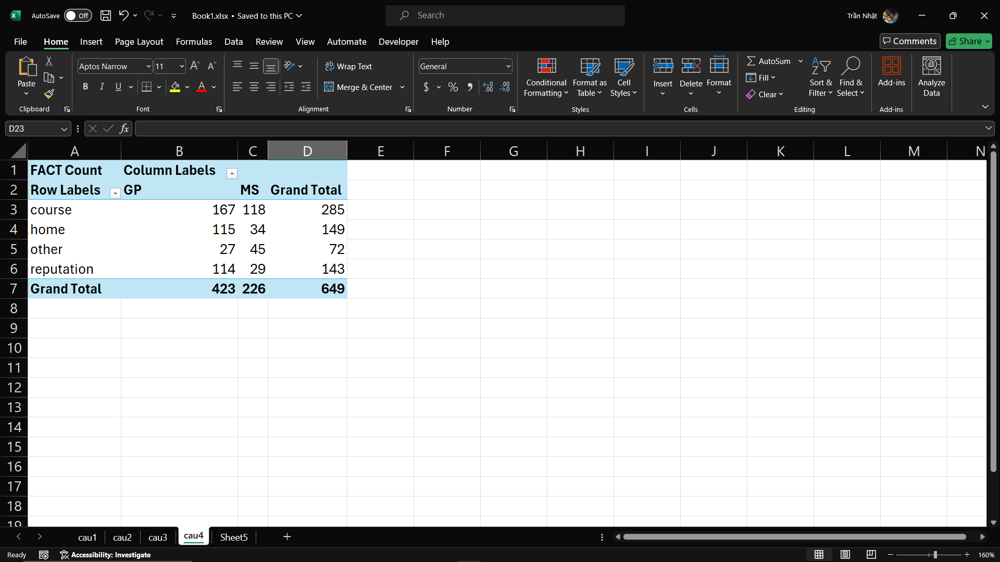 AutoSave Off Book1.xlsx • Saved to this PC Search Trần Nhật
File Home Insert Page Layout Formulas Data Review View Automate Developer Help Comments Share
Paste Aptos Narrow 11 B I U A Wrap Text Merge & Center General $ % Conditional Formatting Format as Table Cell Styles Insert Delete Format AutoSum Fill Clear Sort & Filter Find & Select Add-ins Analyze Data
Clipboard Font Alignment Number Styles Cells Editing Add-ins
D23 fx
A B C D E F G H I J K L M N
1 FACT Count Column Labels
2 Row Labels GP MS Grand Total
3 course 167 118 285
4 home 115 34 149
5 other 27 45 72
6 reputation 114 29 143
7 Grand Total 423 226 649
8
9
10
11
12
13
14
15
16
17
18
19
cau1 cau2 cau3 cau4 Sheet5
Ready Accessibility: Investigate 160%